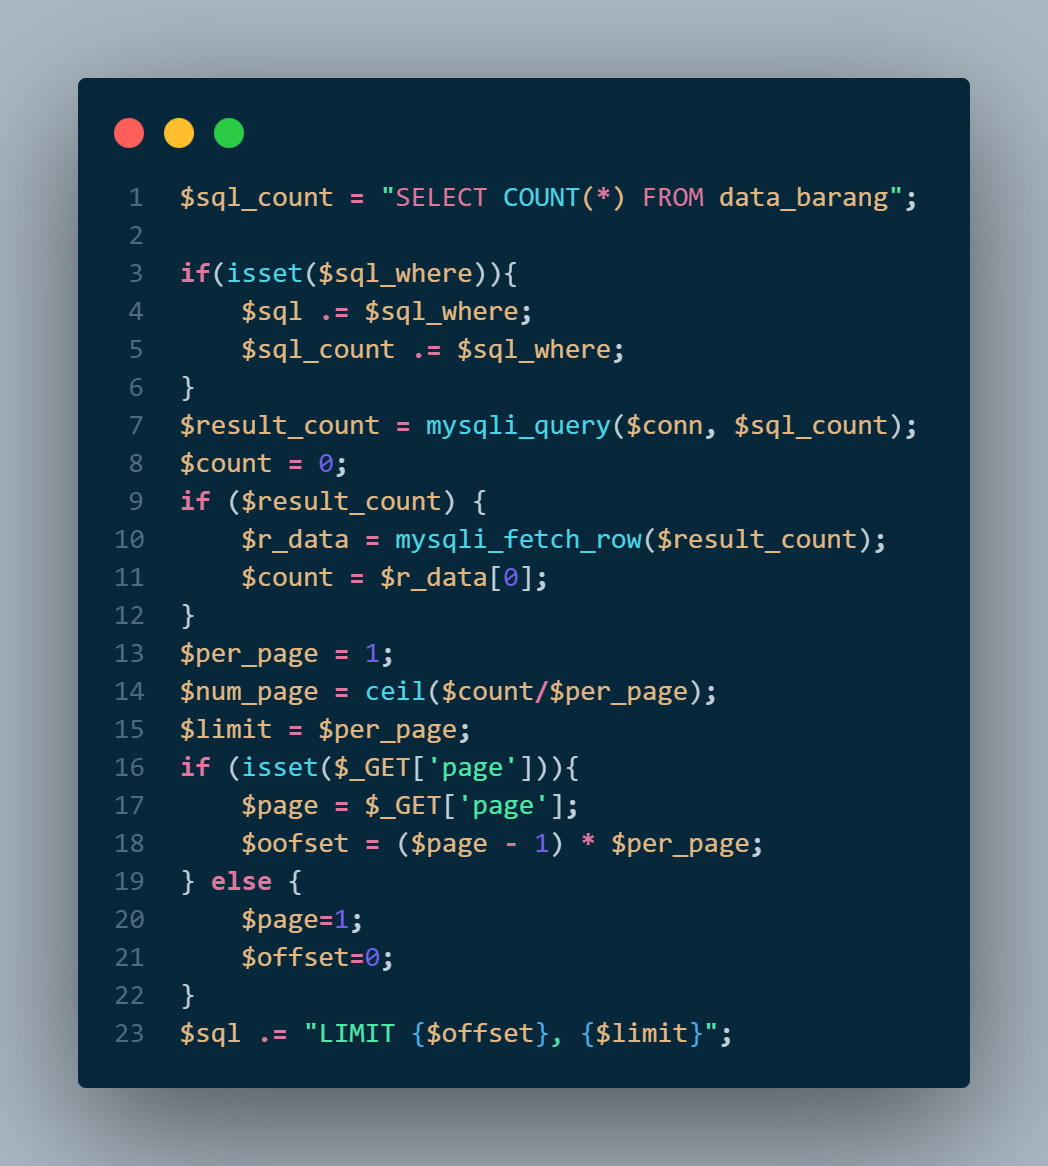 1 $sql_count = "SELECT COUNT(*) FROM data_barang";
2
3 if(isset($sql_where)){
4     $sql .= $sql_where;
5     $sql_count .= $sql_where;
6 }
7 $result_count = mysqli_query($conn, $sql_count);
8 $count = 0;
9 if ($result_count) {
10     $r_data = mysqli_fetch_row($result_count);
11     $count = $r_data[0];
12 }
13 $per_page = 1;
14 $num_page = ceil($count/$per_page);
15 $limit = $per_page;
16 if (isset($_GET['page'])){
17     $page = $_GET['page'];
18     $oofset = ($page - 1) * $per_page;
19 } else {
20     $page=1;
21     $offset=0;
22 }
23 $sql .= "LIMIT {$offset}, {$limit}";